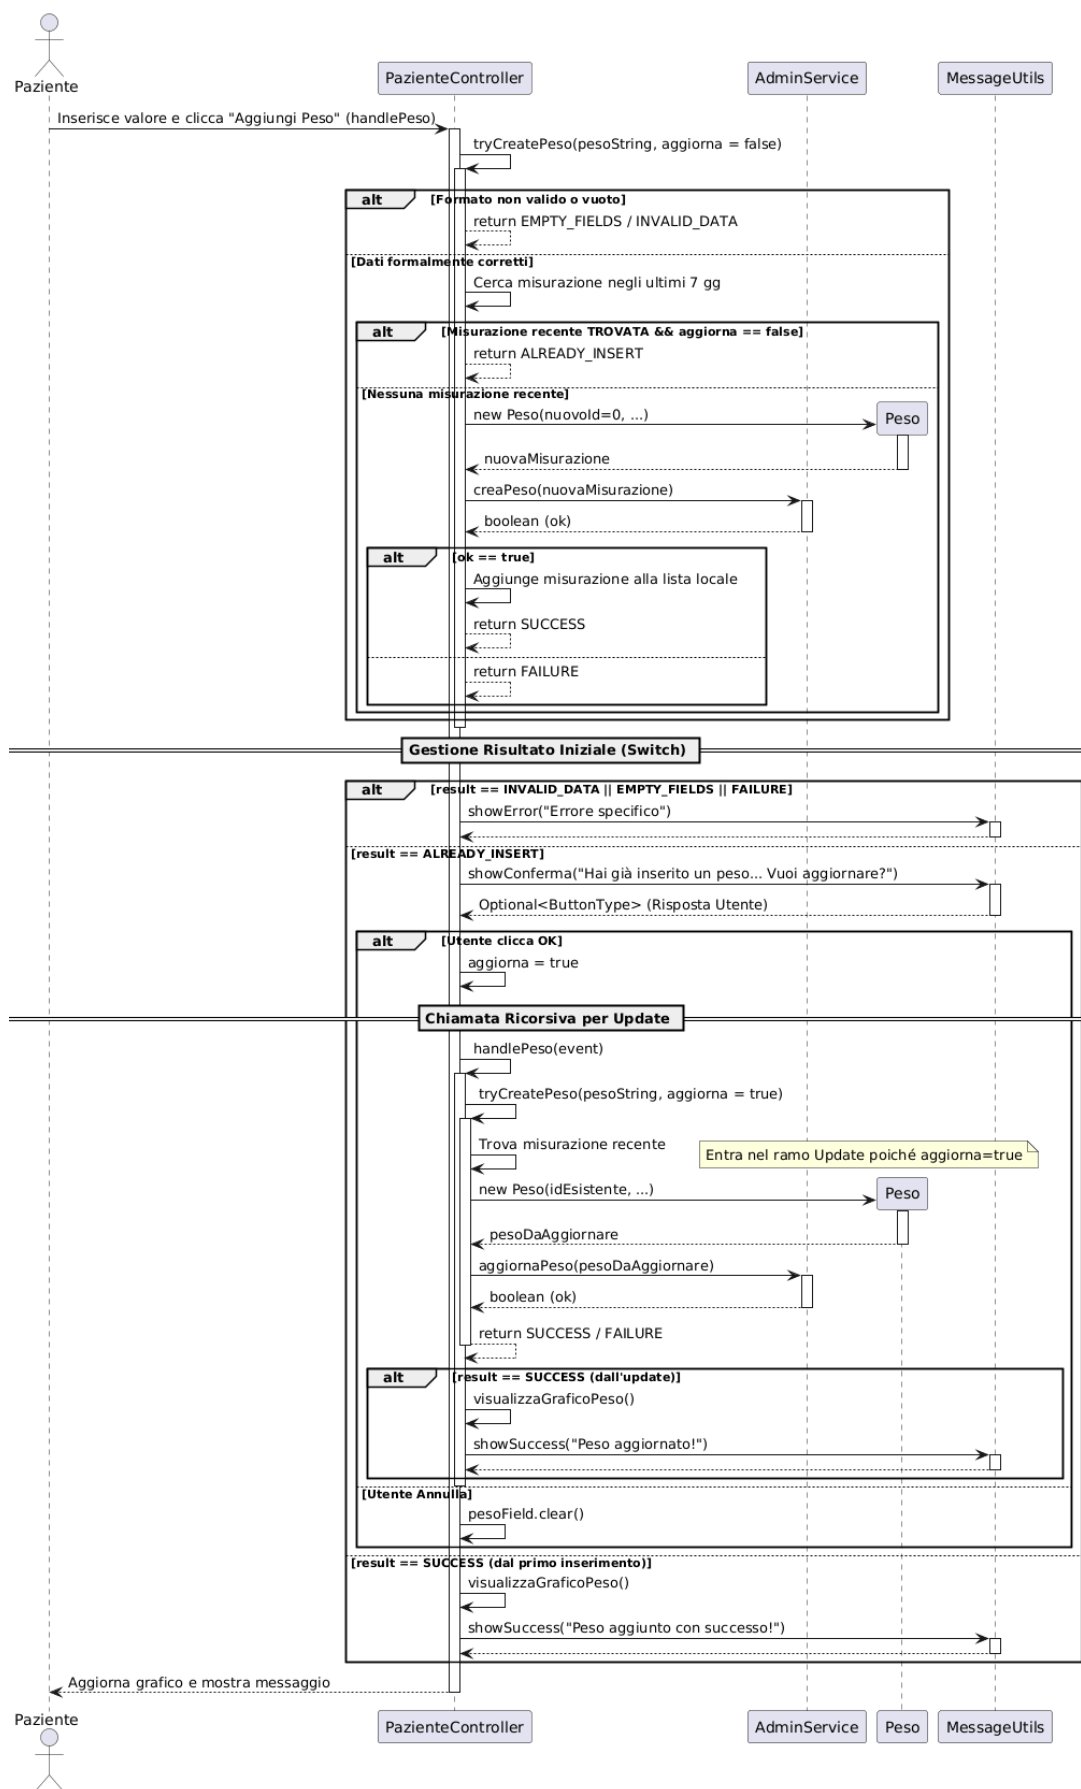 Paziente
PazienteController
AdminService
MessageUtils
Inserisce valore e clicca "Aggiungi Peso" (handlePeso)
tryCreatePeso(pesoString, aggiorna = false)
alt [Formato non valido o vuoto]
return EMPTY_FIELDS / INVALID_DATA
[Dati formalmente corretti]
Cerca misurazione negli ultimi 7 gg
alt [Misurazione recente TROVATA && aggiorna == false]
return ALREADY_INSERT
[Nessuna misurazione recente]
new Peso(nuovoId=0, ...)
Peso
nuovaMisurazione
creaPeso(nuovaMisurazione)
boolean (ok)
alt [ok == true]
Aggiunge misurazione alla lista locale
return SUCCESS
return FAILURE
Gestione Risultato Iniziale (Switch)
alt [result == INVALID_DATA || EMPTY_FIELDS || FAILURE]
showError("Errore specifico")
[result == ALREADY_INSERT]
showConferma("Hai già inserito un peso... Vuoi aggiornare?")
Optional<ButtonType> (Risposta Utente)
alt [Utente clicca OK]
aggiorna = true
Chiamata Ricorsiva per Update
handlePeso(event)
tryCreatePeso(pesoString, aggiorna = true)
Trova misurazione recente
Entra nel ramo Update poiché aggiorna=true
new Peso(idEsistente, ...)
Peso
pesoDaAggiornare
aggiornaPeso(pesoDaAggiornare)
boolean (ok)
return SUCCESS / FAILURE
alt [result == SUCCESS (dall'update)]
visualizzaGraficoPeso()
showSuccess("Peso aggiornato!")
[Utente Annulla]
pesoField.clear()
[result == SUCCESS (dal primo inserimento)]
visualizzaGraficoPeso()
showSuccess("Peso aggiunto con successo!")
Aggiorna grafico e mostra messaggio
Paziente
PazienteController
AdminService
Peso
MessageUtils